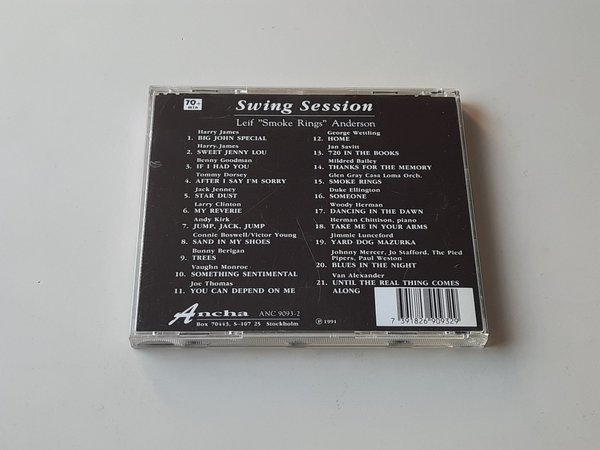 70+
min
Swing Session
Leif "Smoke Rings" Anderson
Harry James
1. BIG JOHN SPECIAL
Harry James
2. SWEET JENNY LOU
Benny Goodman
3. IF I HAD YOU
Tommy Dorsey
4. AFTER I SAY I'M SORRY
Jack Jenney
5. STAR DUST
Larry Clinton
6. MY REVERIE
Andy Kirk
7. JUMP, JACK, JUMP
Connie Boswell/Victor Young
8. SAND IN MY SHOES
Bunny Berigan
9. TREES
Vaughn Monroe
10. SOMETHING SENTIMENTAL
Joe Thomas
11. YOU CAN DEPEND ON ME
George Wettling
12. HOME
Jan Savitt
13. 720 IN THE BOOKS
Mildred Bailey
14. THANKS FOR THE MEMORY
Glen Gray Casa Loma Orch.
15. SMOKE RINGS
Duke Ellington
16. SOMEONE
Woody Herman
17. DANCING IN THE DAWN
Herman Chittison, piano
18. TAKE ME IN YOUR ARMS
Jimmie Lunceford
19. YARD DOG MAZURKA
Johnny Mercer, Jo Stafford, The Pied
Pipers, Paul Weston
20. BLUES IN THE NIGHT
Van Alexander
21. UNTIL THE REAL THING COMES
ALONG
Ancha
ANC 9093-2
Box 70443, S-107 25 Stockholm
℗ 1991
7 391826 909329